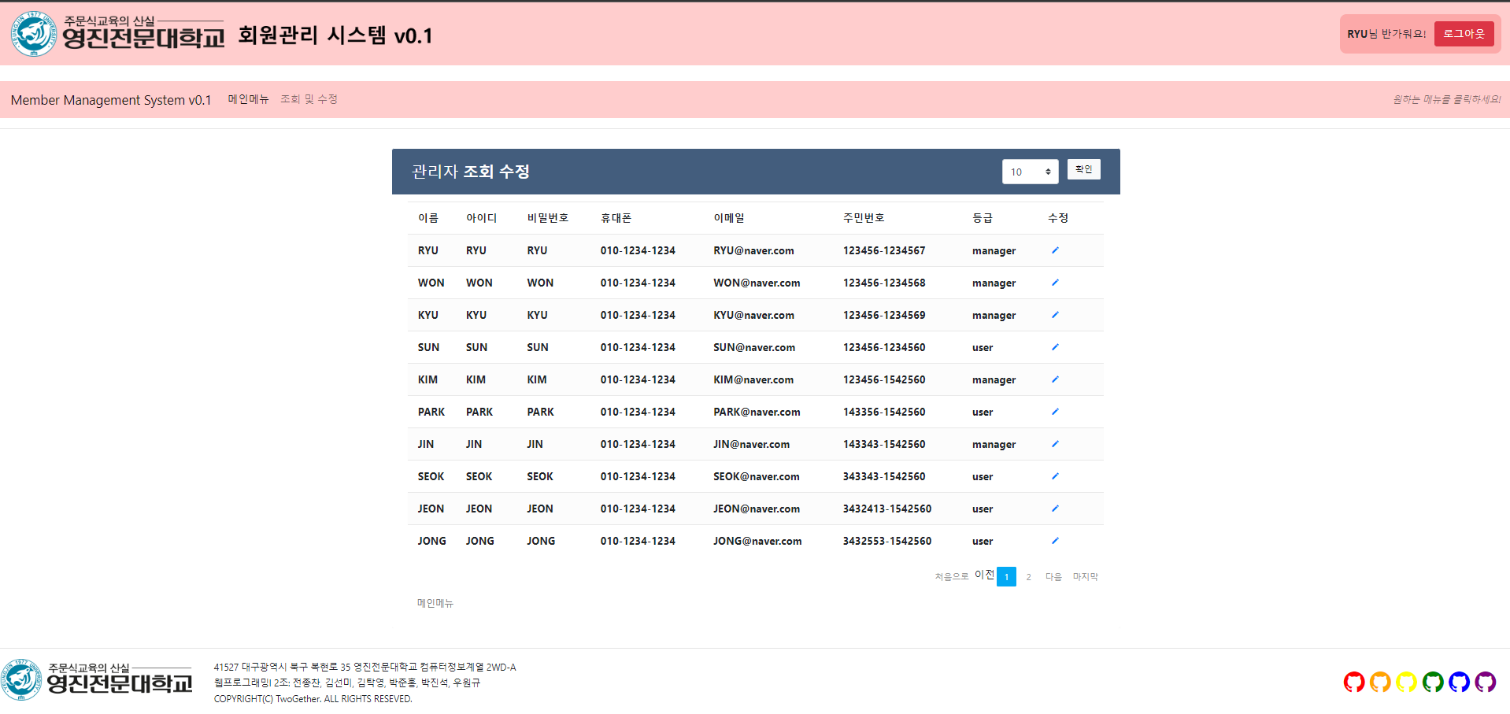 주문식교육의 산실
영진전문대학교 회원관리 시스템 v0.1
RYU님 반가워요! 로그아웃
Member Management System v0.1 메인메뉴 조회 및 수정 원하는 메뉴를 클릭하세요!
관리자 조회 수정 10 확인
이름 아이디 비밀번호 휴대폰 이메일 주민번호 등급 수정
RYU RYU RYU 010-1234-1234 RYU@naver.com 123456-1234567 manager
WON WON WON 010-1234-1234 WON@naver.com 123456-1234568 manager
KYU KYU KYU 010-1234-1234 KYU@naver.com 123456-1234569 manager
SUN SUN SUN 010-1234-1234 SUN@naver.com 123456-1234560 user
KIM KIM KIM 010-1234-1234 KIM@naver.com 123456-1542560 manager
PARK PARK PARK 010-1234-1234 PARK@naver.com 143356-1542560 user
JIN JIN JIN 010-1234-1234 JIN@naver.com 143343-1542560 manager
SEOK SEOK SEOK 010-1234-1234 SEOK@naver.com 343343-1542560 user
JEON JEON JEON 010-1234-1234 JEON@naver.com 3432413-1542560 user
JONG JONG JONG 010-1234-1234 JONG@naver.com 3432553-1542560 user
처음으로 이전 1 2 다음 마지막
메인메뉴
주문식교육의 산실
영진전문대학교
41527 대구광역시 북구 복현로 35 영진전문대학교 컴퓨터정보계열 2WD-A
웹프로그래밍I 2조: 전종찬, 김선미, 김탁영, 박준홍, 박진석, 우원규
COPYRIGHT(C) TwoGether. ALL RIGHTS RESEVED.